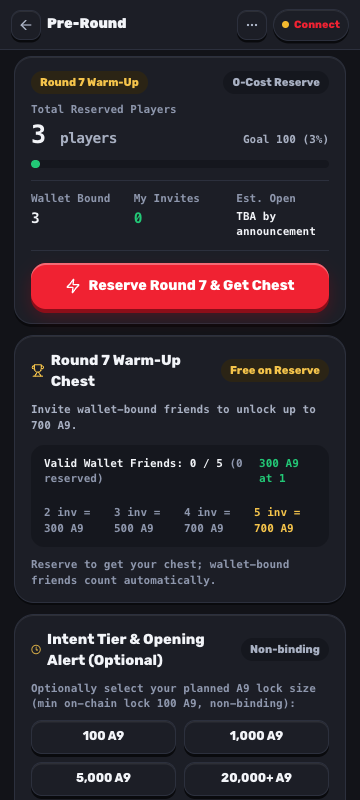 Pre-Round
...
Connect
Round 7 Warm-Up
0-Cost Reserve
Total Reserved Players
3 players
Goal 100 (3%)
Wallet Bound
My Invites
Est. Open
3
0
TBA by
announcement
Reserve Round 7 & Get Chest
Round 7 Warm-Up
Chest
Free on Reserve
Invite wallet-bound friends to unlock up to
700 A9.
Valid Wallet Friends: 0 / 5 (0
reserved)
300 A9
at 1
2 inv =
300 A9
3 inv =
500 A9
4 inv =
700 A9
5 inv =
700 A9
Reserve to get your chest; wallet-bound
friends count automatically.
Intent Tier & Opening
Alert (Optional)
Non-binding
Optionally select your planned A9 lock size
(min on-chain lock 100 A9, non-binding):
100 A9
1,000 A9
5,000 A9
20,000+ A9